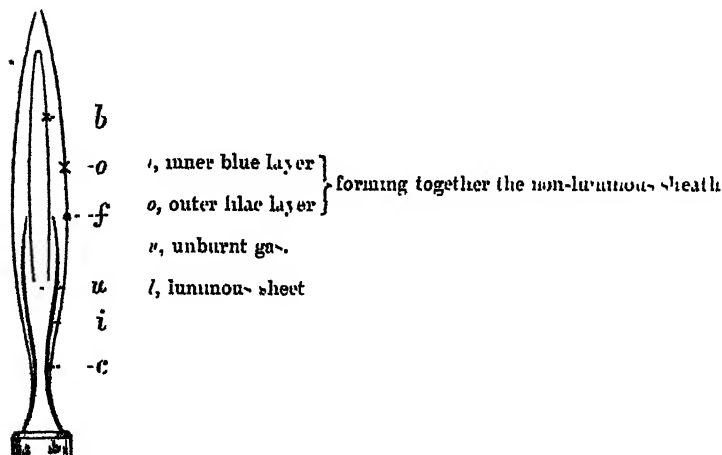 b
o
f
u
i
c
i, inner blue layer
o, outer lilac layer
forming together the non-luminous sheath
u, unburnt gas.
l, luminous sheet